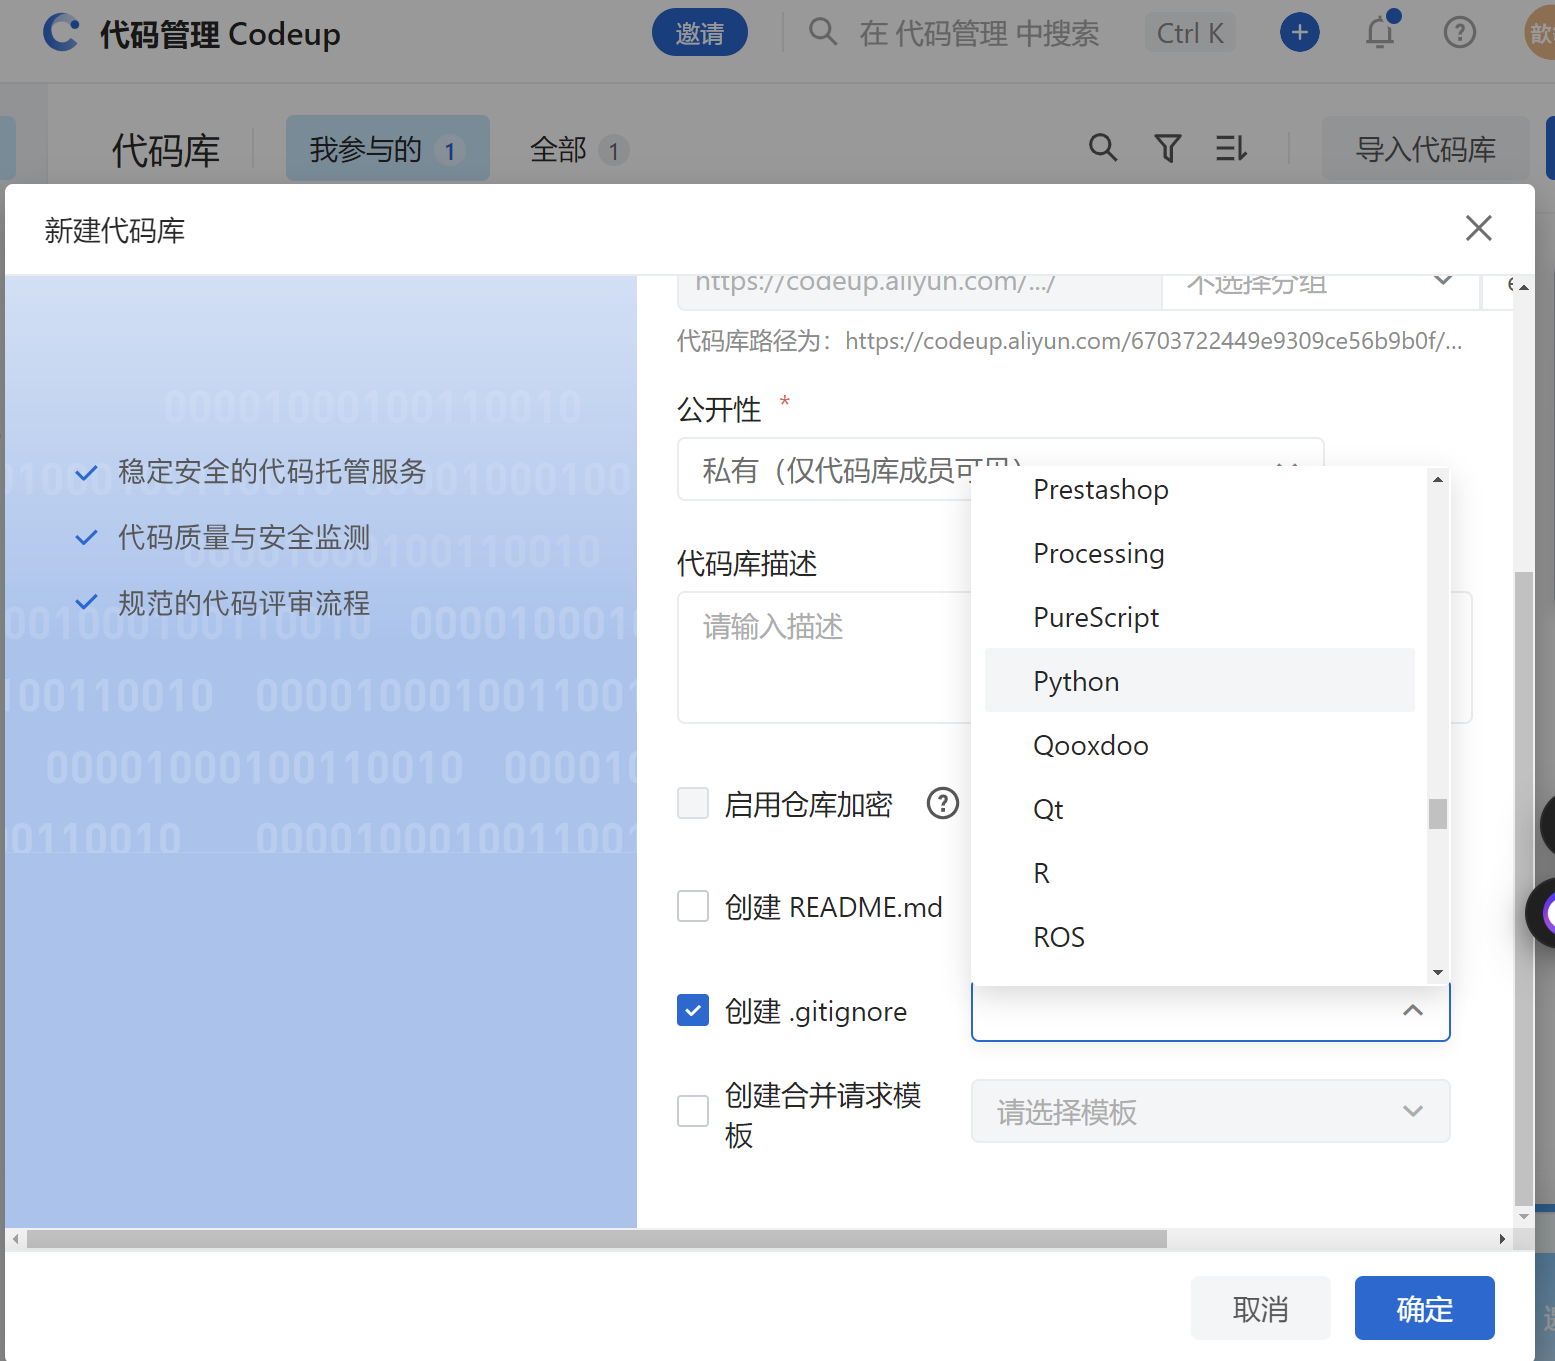 代码管理 Codeup
邀请
在 代码管理 中搜索
Ctrl K
代码库
我参与的 1
全部 1
导入代码库
新建代码库
https://codeup.aliyun.com/.../
不选择分组
代码库路径为：https://codeup.aliyun.com/6703722449e9309ce56b9b0f/...
公开性 *
私有（仅代码库成员可见）
代码库描述
请输入描述
稳定安全的代码托管服务
代码质量与安全监测
规范的代码评审流程
Prestashop
Processing
PureScript
Python
Qooxdoo
Qt
R
ROS
启用仓库加密
创建 README.md
创建 .gitignore
创建合并请求模
板
请选择模板
取消
确定